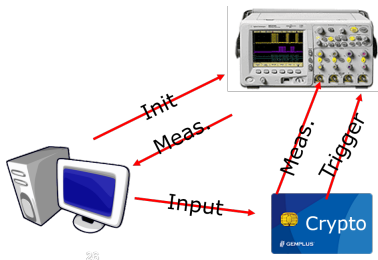 Init
Meas.
Meas.
Trigger
Input
Crypto
GEMPLUS